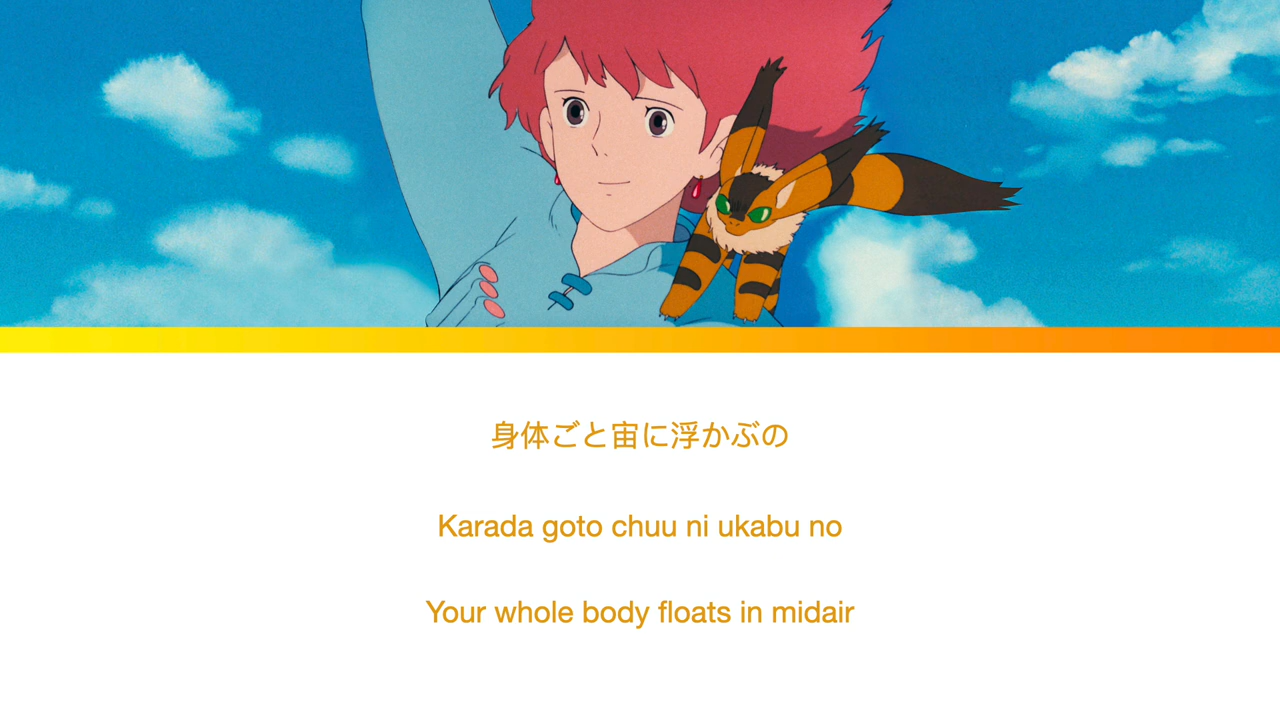 身体ごと宙に浮かぶの
Karada goto chuu ni ukabu no
Your whole body floats in midair